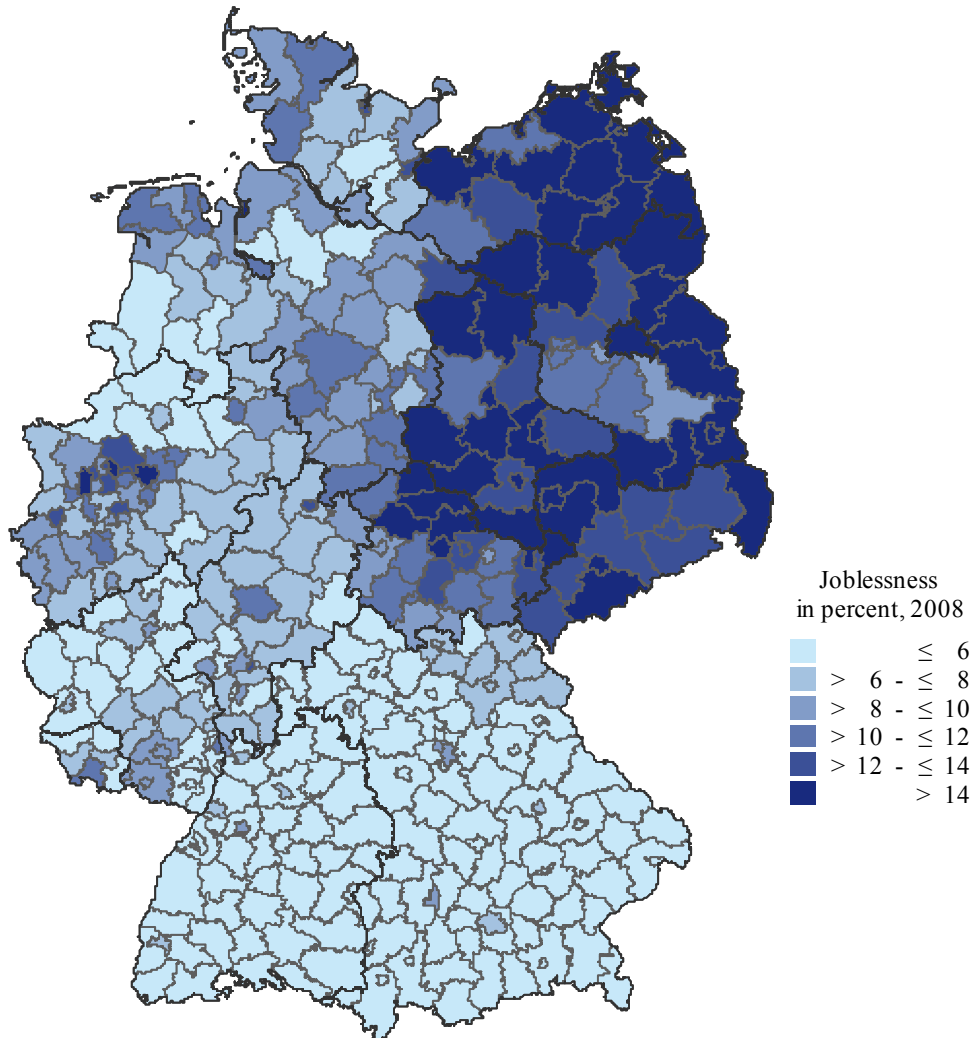 Joblessness
in percent, 2008
≤ 6
> 6 - ≤ 8
> 8 - ≤ 10
> 10 - ≤ 12
> 12 - ≤ 14
> 14